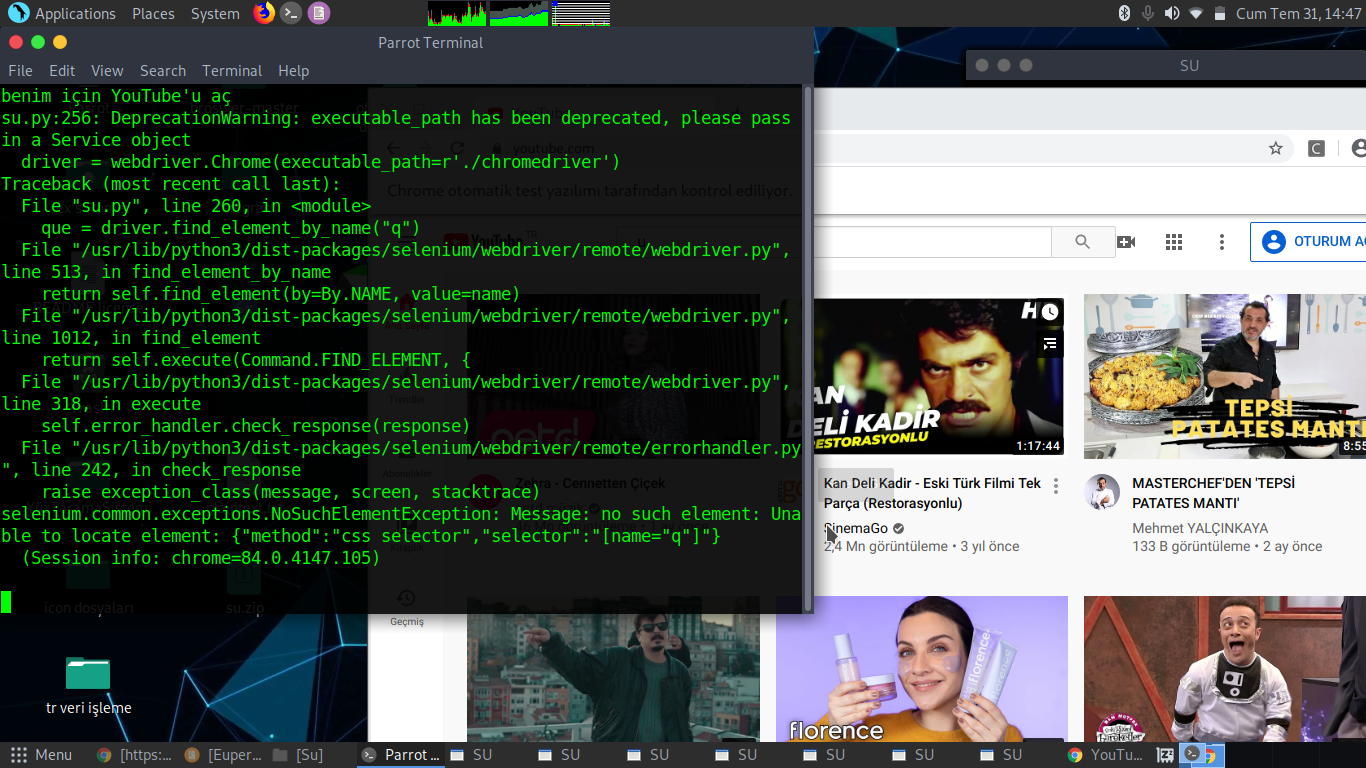 Applications Places System
Cum Tem 31, 14:47
Parrot Terminal
File Edit View Search Terminal Help
benim için YouTube'u aç
su.py:256: DeprecationWarning: executable_path has been deprecated, please pass
in a Service object
driver = webdriver.Chrome(executable_path=r'./chromedriver')
Traceback (most recent call last):
File "su.py", line 260, in <module>
que = driver.find_element_by_name("q")
File "/usr/lib/python3/dist-packages/selenium/webdriver/remote/webdriver.py",
line 513, in find_element_by_name
return self.find_element(by=By.NAME, value=name)
File "/usr/lib/python3/dist-packages/selenium/webdriver/remote/webdriver.py",
line 1012, in find_element
return self.execute(Command.FIND_ELEMENT, {
File "/usr/lib/python3/dist-packages/selenium/webdriver/remote/webdriver.py",
line 318, in execute
self.error_handler.check_response(response)
File "/usr/lib/python3/dist-packages/selenium/webdriver/remote/errorhandler.py
", line 242, in check_response
raise exception_class(message, screen, stacktrace)
selenium.common.exceptions.NoSuchElementException: Message: no such element: Una
ble to locate element: {"method":"css selector","selector":"[name="q"]"}
(Session info: chrome=84.0.4147.105)
SU
youtube.com
Chrome otomatik test yazılımı tarafından kontrol ediliyor.
YouTube TR
OTURUM AÇ
Trendler
Abonelikler
Kitaplık
Geçmiş
Zehra - Cennetten Çiçek
DELİ KADİR
RESTORASYONLU
1:17:44
Kan Deli Kadir - Eski Türk Filmi Tek
Parça (Restorasyonlu)
SinemaGo
2,4 Mn görüntüleme • 3 yıl önce
TEPSİ
PATATES MANTI
8:55
MASTERCHEF'DEN 'TEPSİ
PATATES MANTI'
Mehmet YALÇINKAYA
133 B görüntüleme • 2 ay önce
florence
florence
icon dosyaları
su.zip
tr veri işleme
Menu
[https:...
[Euper...
[Su]
Parrot ...
SU
SU
SU
SU
SU
SU
SU
YouTu...